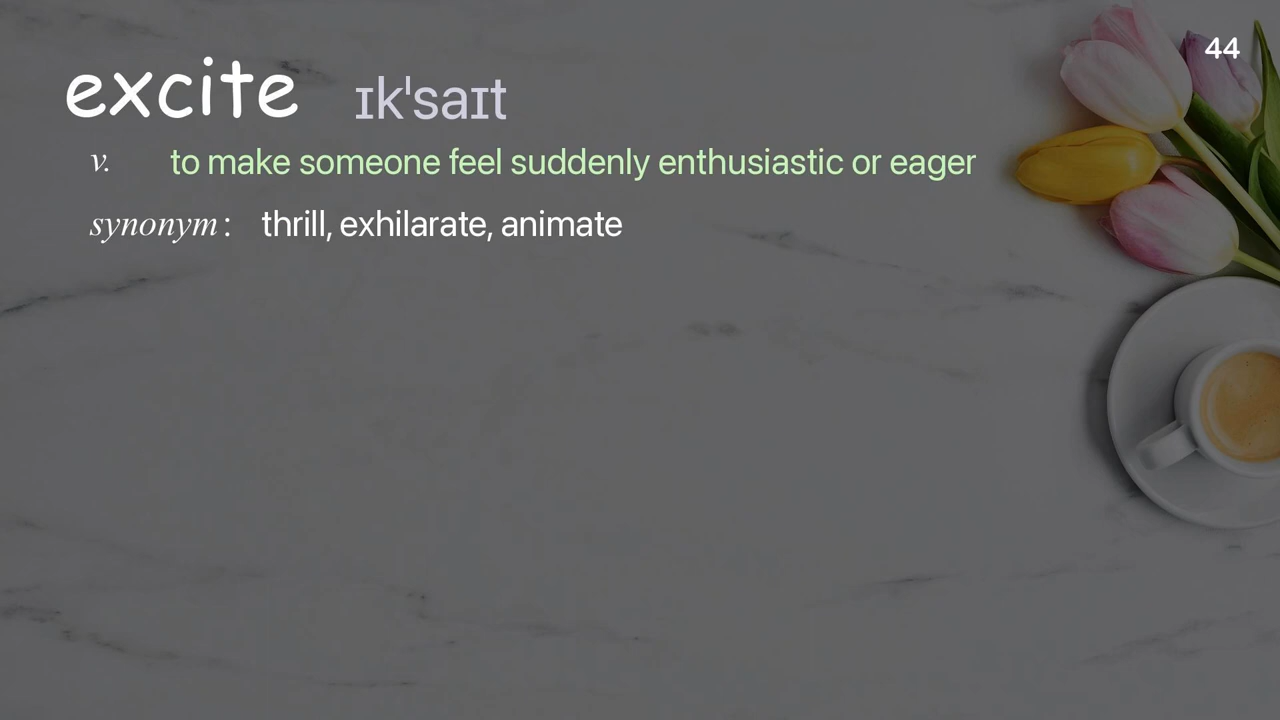 44
excite ɪkˈsaɪt
v. to make someone feel suddenly enthusiastic or eager
synonym: thrill, exhilarate, animate